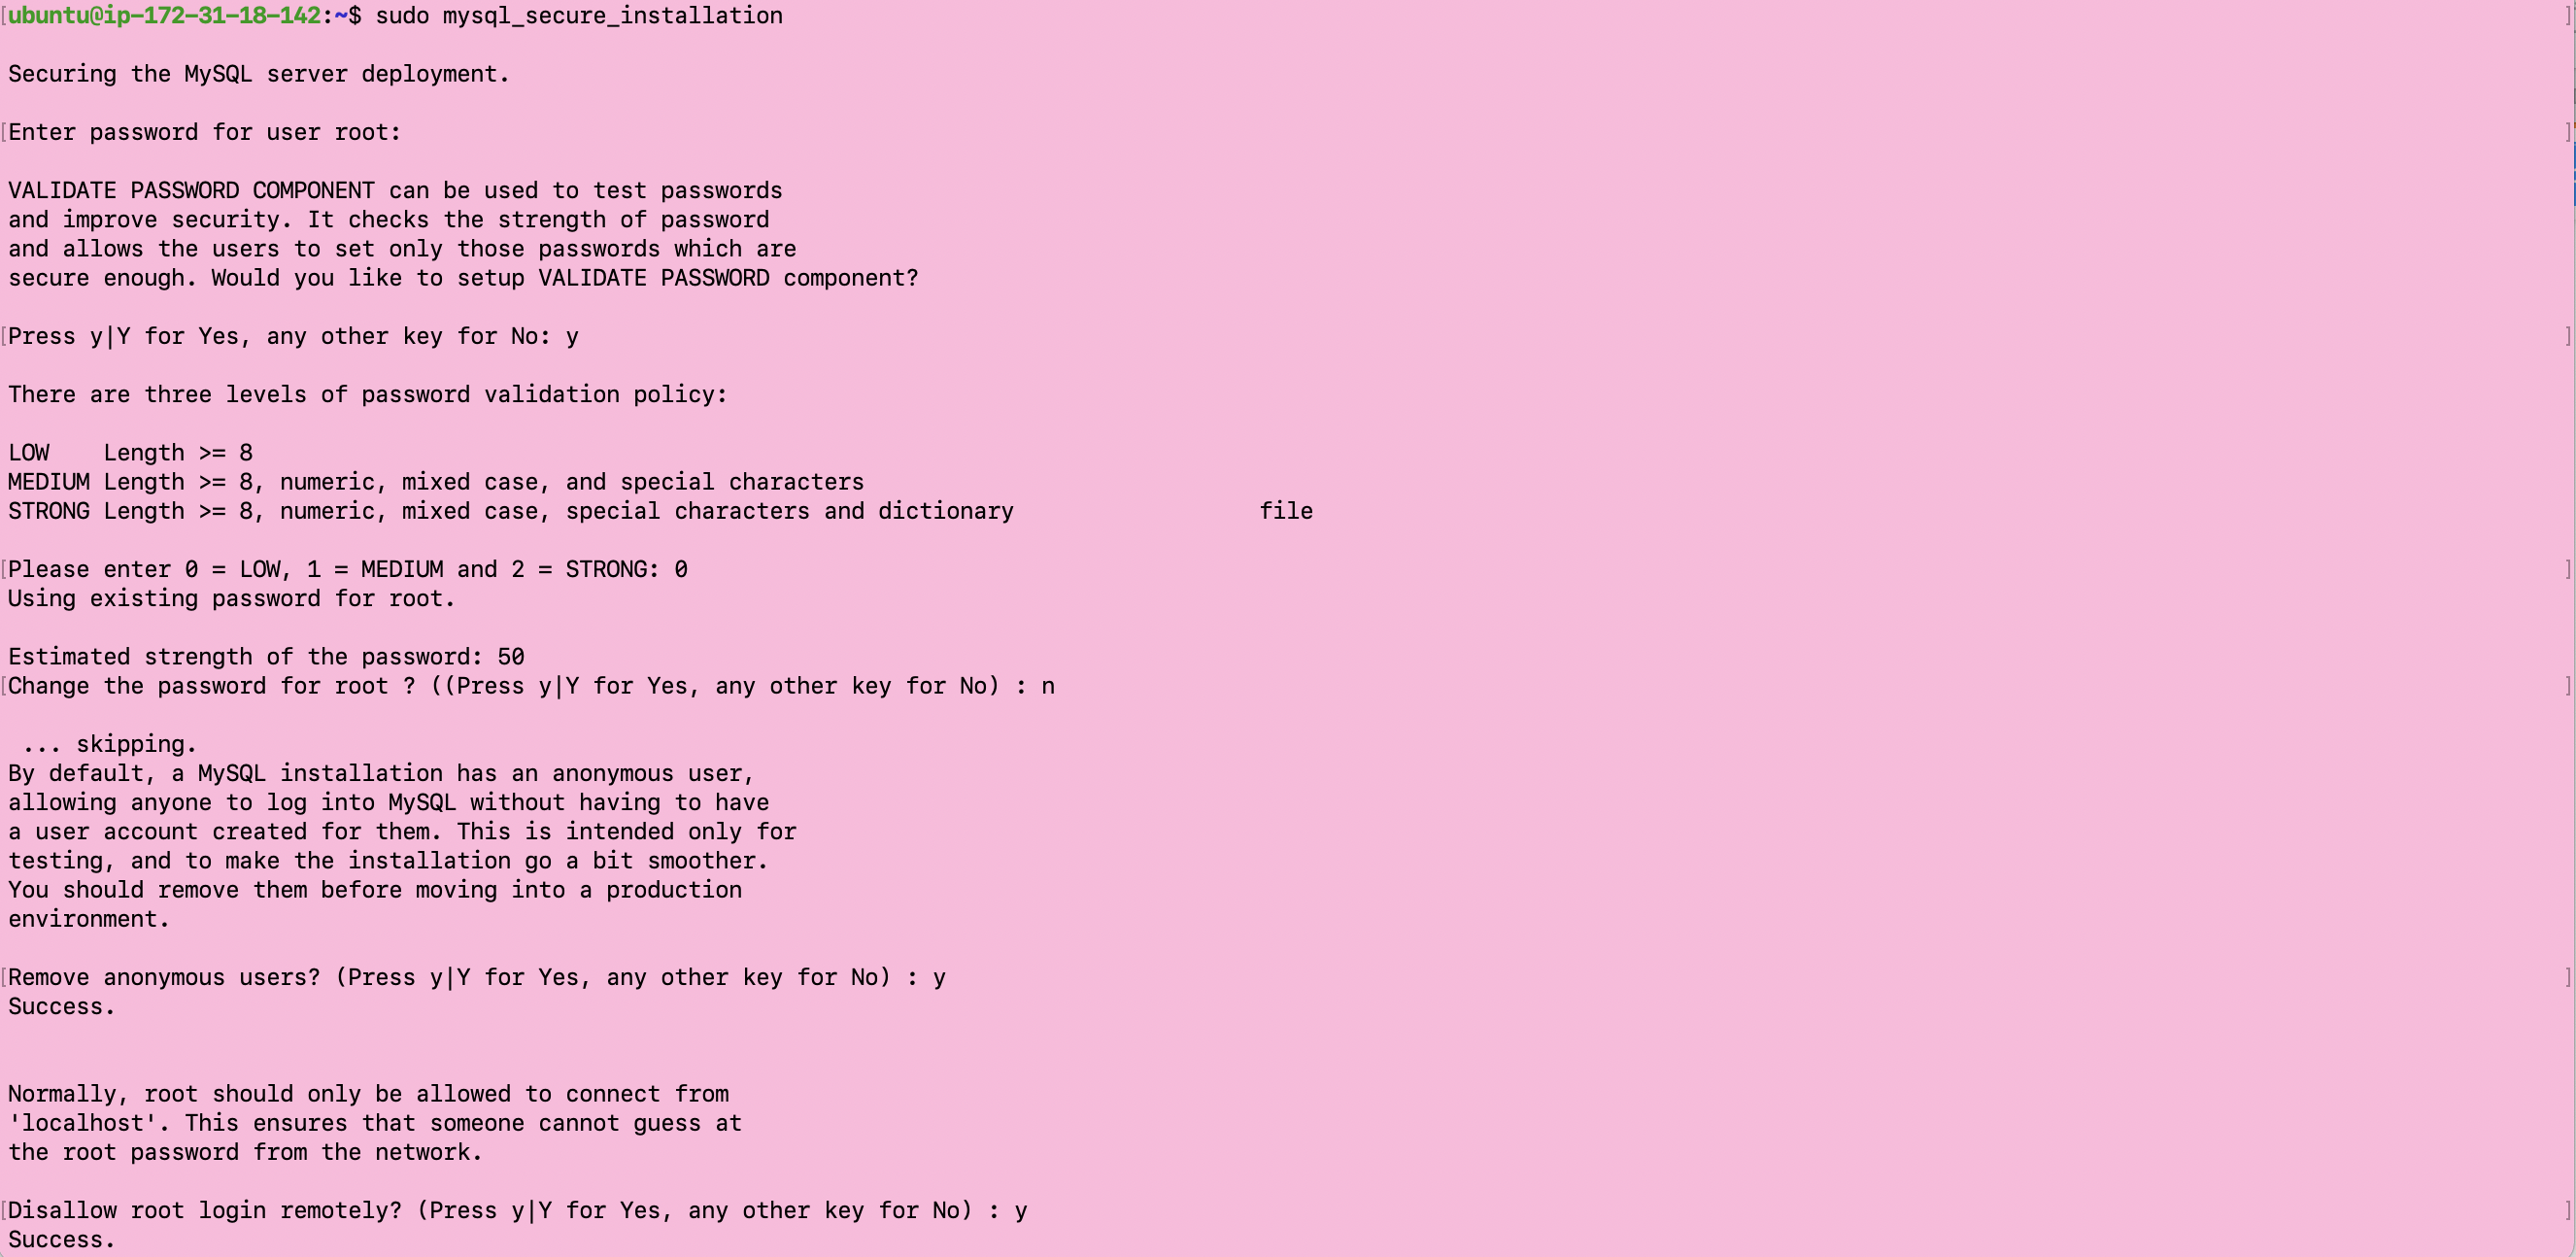 ubuntu@ip-172-31-18-142:~$ sudo mysql_secure_installation
Securing the MySQL server deployment.
Enter password for user root:
VALIDATE PASSWORD COMPONENT can be used to test passwords
and improve security. It checks the strength of password
and allows the users to set only those passwords which are
secure enough. Would you like to setup VALIDATE PASSWORD component?
Press y|Y for Yes, any other key for No: y
There are three levels of password validation policy:
LOW    Length >= 8
MEDIUM Length >= 8, numeric, mixed case, and special characters
STRONG Length >= 8, numeric, mixed case, special characters and dictionary                  file
Please enter 0 = LOW, 1 = MEDIUM and 2 = STRONG: 0
Using existing password for root.
Estimated strength of the password: 50
Change the password for root ? ((Press y|Y for Yes, any other key for No) : n
 ... skipping.
By default, a MySQL installation has an anonymous user,
allowing anyone to log into MySQL without having to have
a user account created for them. This is intended only for
testing, and to make the installation go a bit smoother.
You should remove them before moving into a production
environment.
Remove anonymous users? (Press y|Y for Yes, any other key for No) : y
Success.
Normally, root should only be allowed to connect from
'localhost'. This ensures that someone cannot guess at
the root password from the network.
Disallow root login remotely? (Press y|Y for Yes, any other key for No) : y
Success.